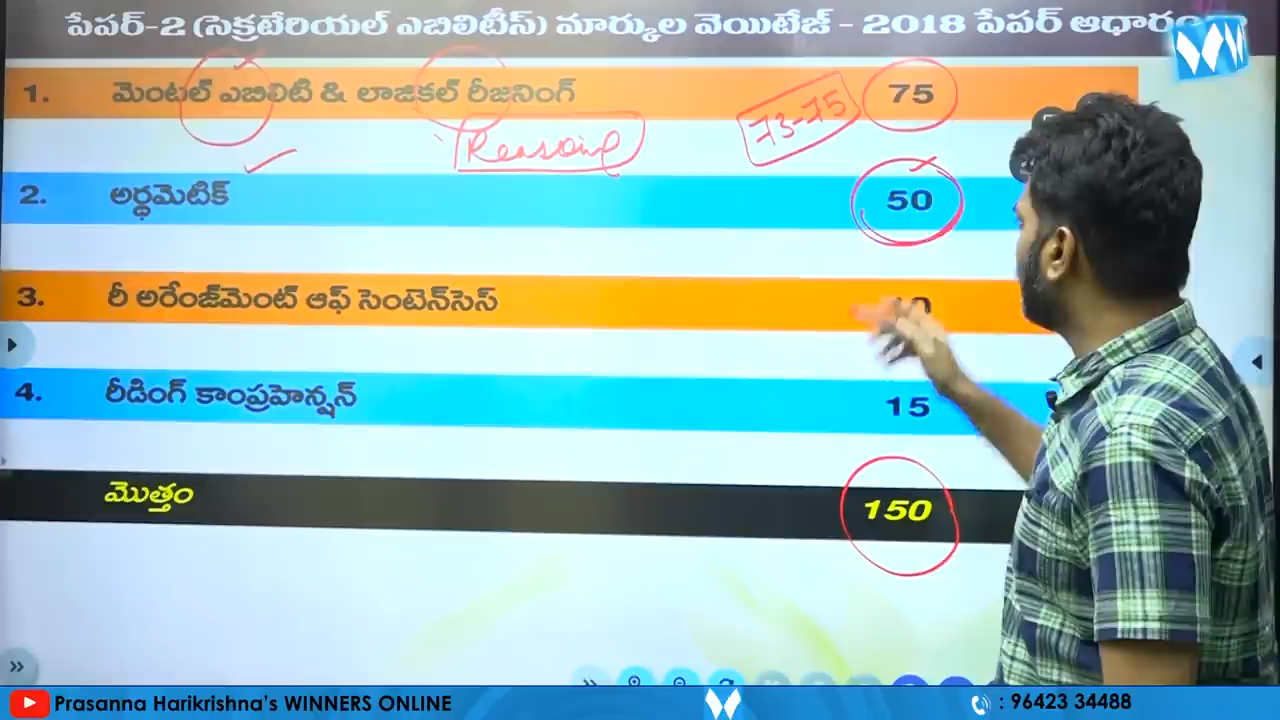 పేపర్-2 (సెక్రటేరియల్ ఎబిలిటీస్) మార్కుల వెయిటేజ్ - 2018 పేపర్
1. మెంటల్ ఎబిలిటి & లాజికల్ రీజనింగ్ 73-75 75
Reasoning
2. అర్థమెటిక్ 50
3. రీ అరేంజ్‌మెంట్ ఆఫ్ సెంటెన్‌సెస్
4. రీడింగ్ కాంప్రహెన్షన్ 15
మొత్తం 150
Prasanna Harikrishna's WINNERS ONLINE : 96423 34488